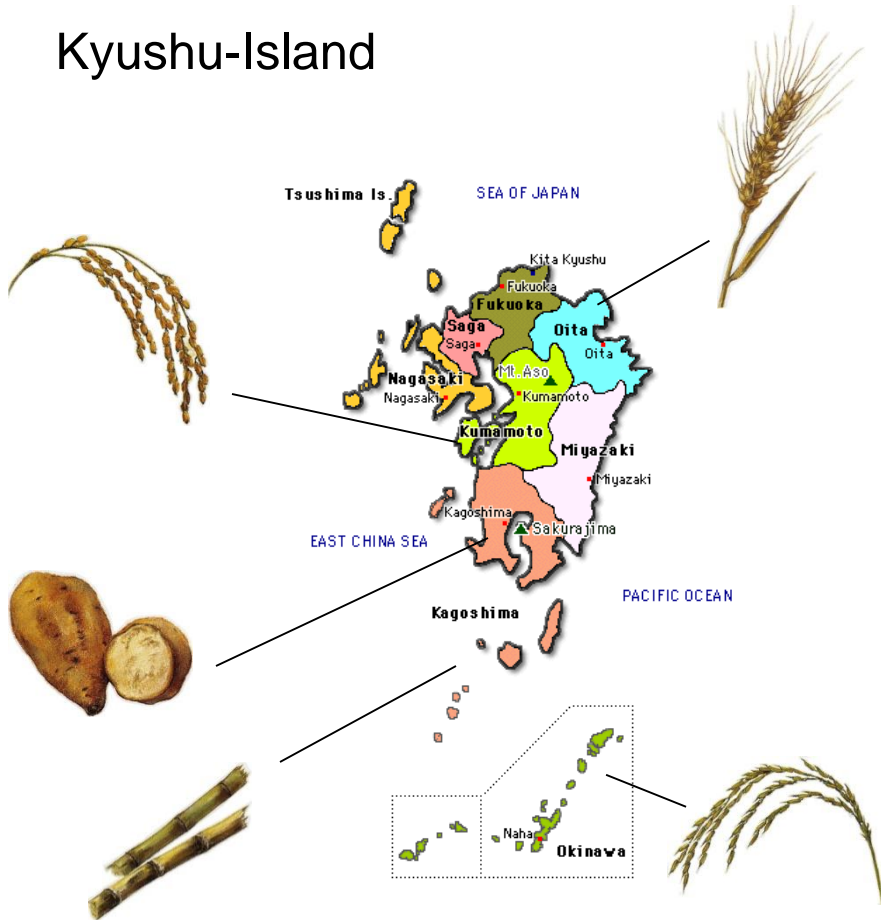 Kyushu-Island
Tsushima Is.
SEA OF JAPAN
Kita Kyushu
Fukuoka
Fukuoka
Saga
Oita
Saga
Oita
Mt.Aso
Nagasaki
Nagasaki
Kumamoto
Kumamoto
Miyazaki
Miyazaki
Kagoshima
Sakurajima
EAST CHINA SEA
PACIFIC OCEAN
Kagoshima
Naha
Okinawa